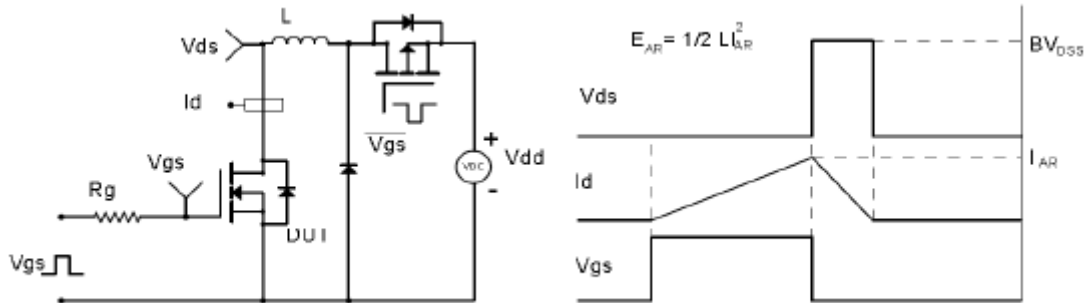 L
Vds
Id
Vgs
Rg
DUT
Vgs
Vgs
+
VDC
-
Vdd
E_AR = 1/2 LI_AR^2
BV_DSS
Vds
I_AR
Id
Vgs